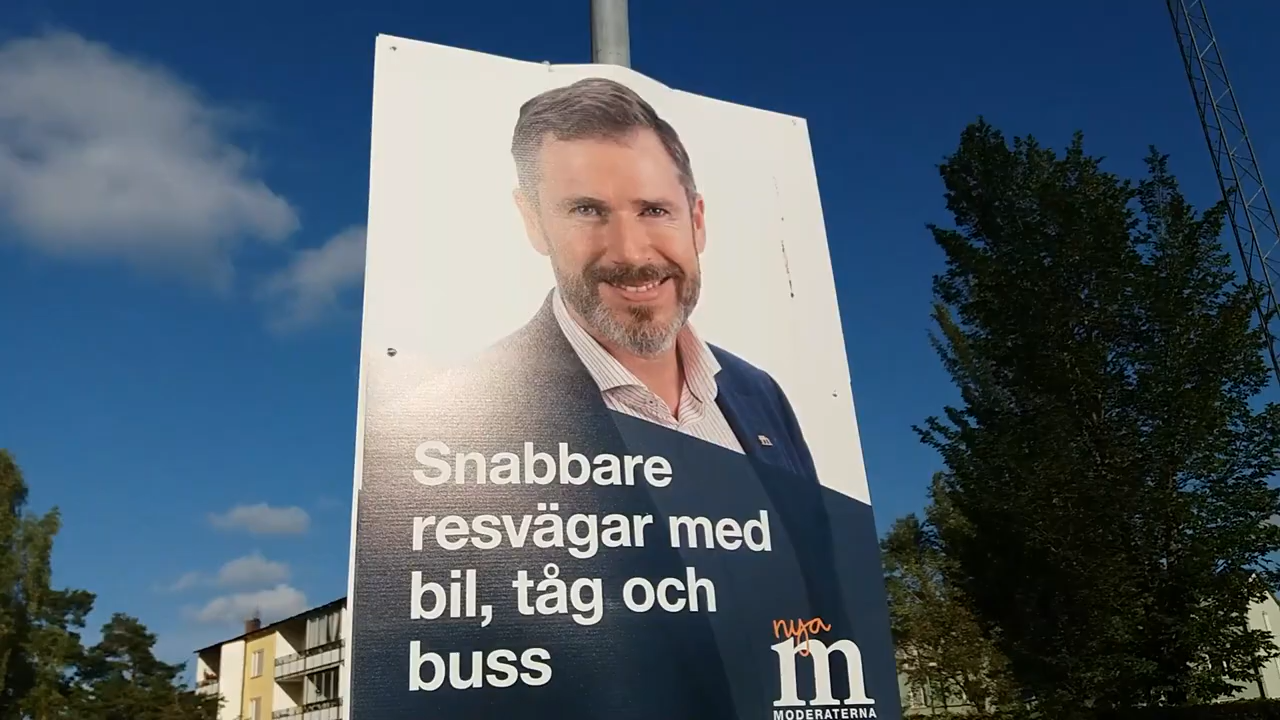 Snabbare
resvägar med
bil, tåg och
buss
nya
m
MODERATERNA